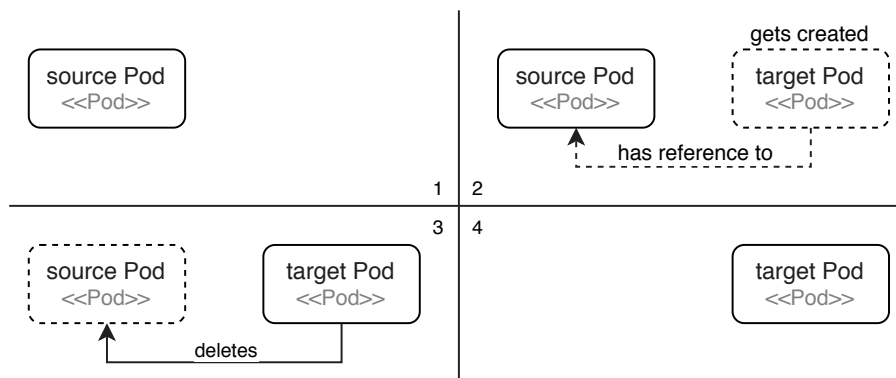 source Pod
<<Pod>>
1
gets created
source Pod
<<Pod>>
target Pod
<<Pod>>
has reference to
2
source Pod
<<Pod>>
target Pod
<<Pod>>
deletes
3
4
target Pod
<<Pod>>